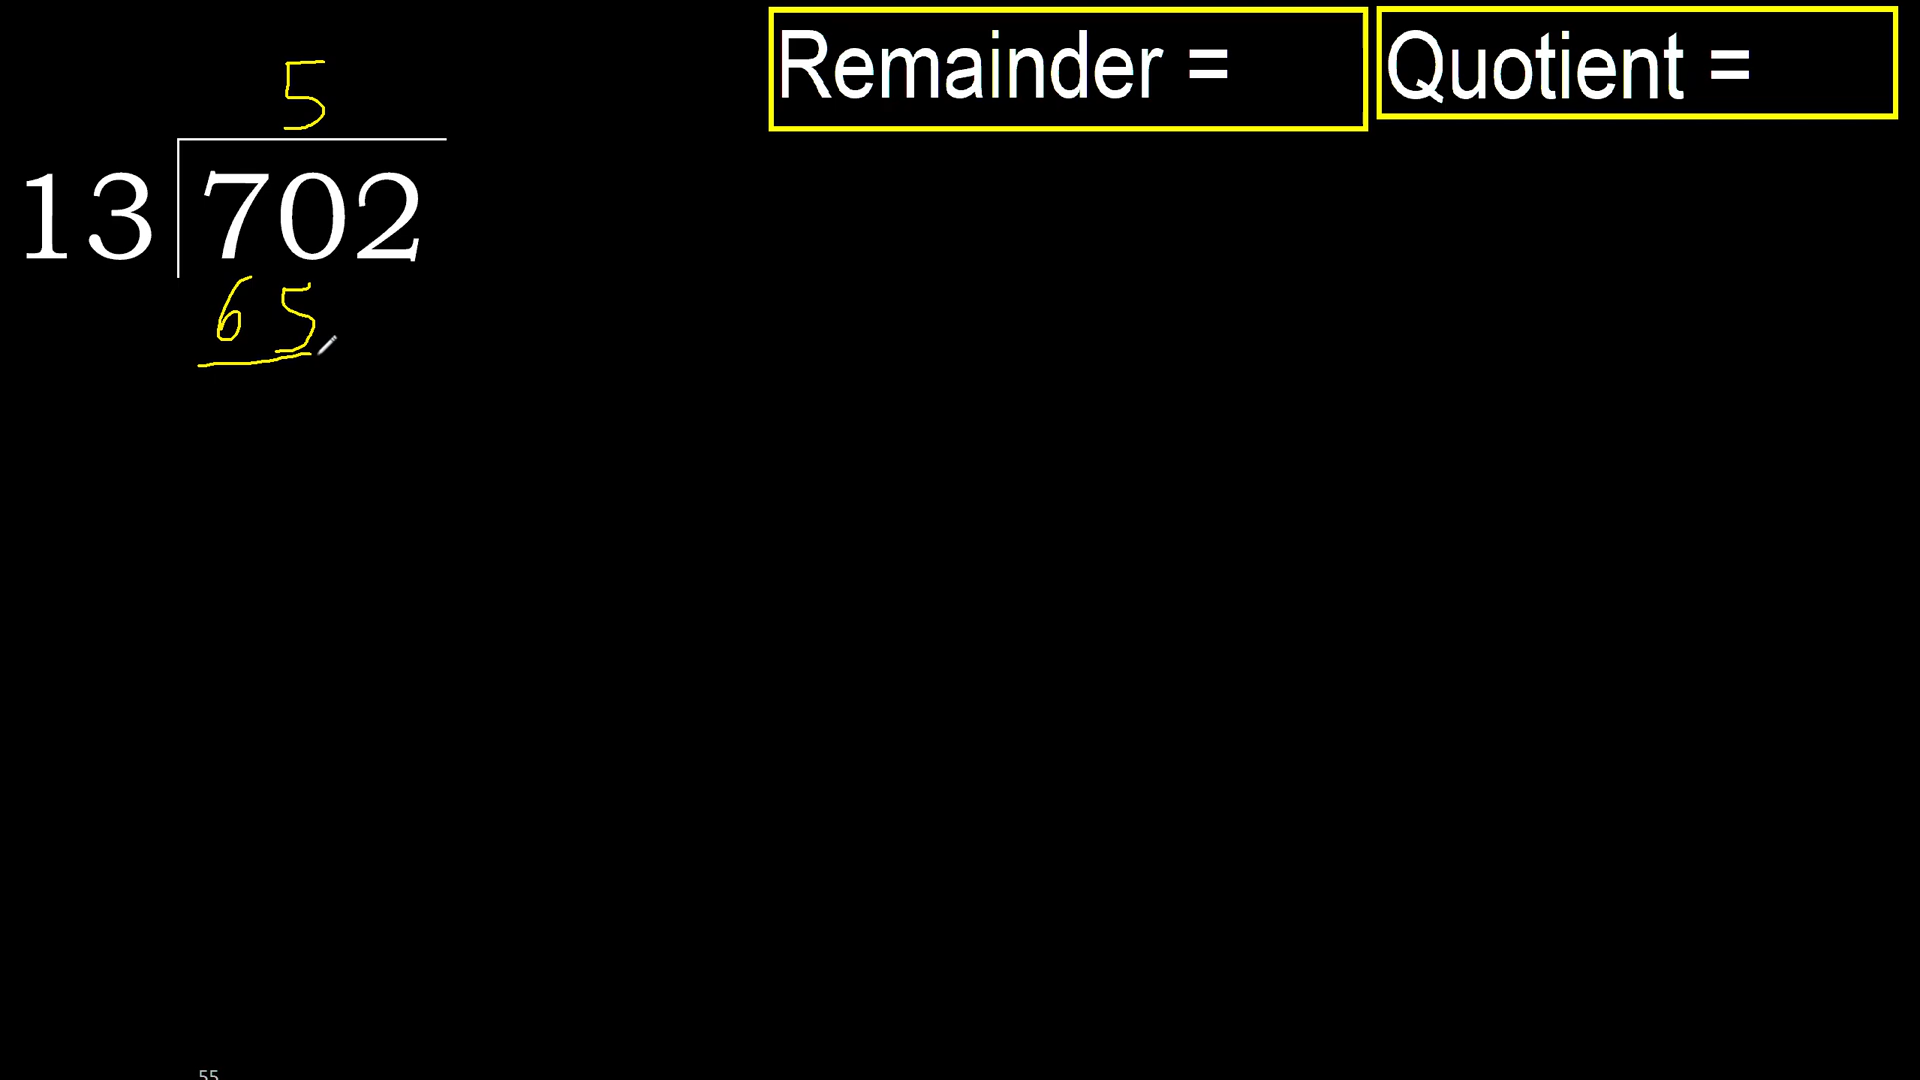 Remainder =
Quotient =
5
13 702
65
55